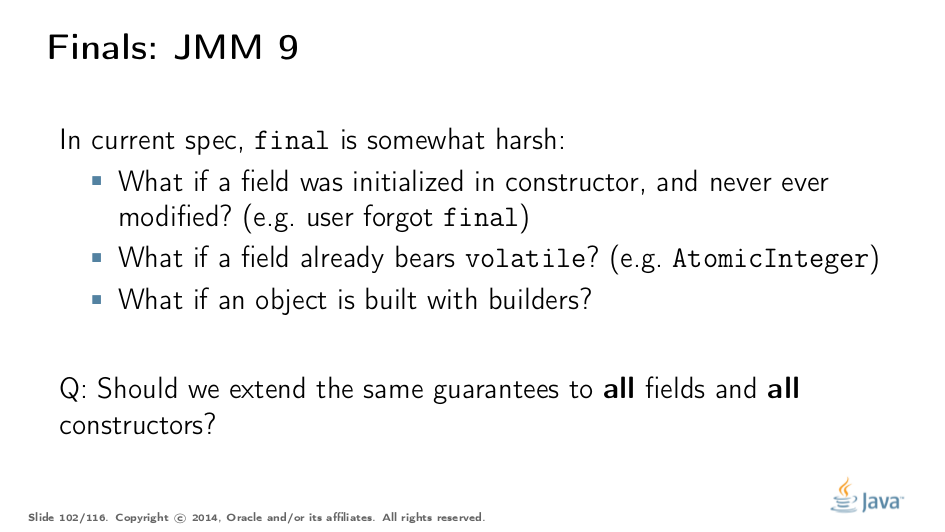 Finals: JMM 9
In current spec, final is somewhat harsh:
What if a field was initialized in constructor, and never ever
modified? (e.g. user forgot final)
What if a field already bears volatile? (e.g. AtomicInteger)
What if an object is built with builders?
Q: Should we extend the same guarantees to all fields and all
constructors?
Java™
Slide 102/116. Copyright © 2014, Oracle and/or its affiliates. All rights reserved.